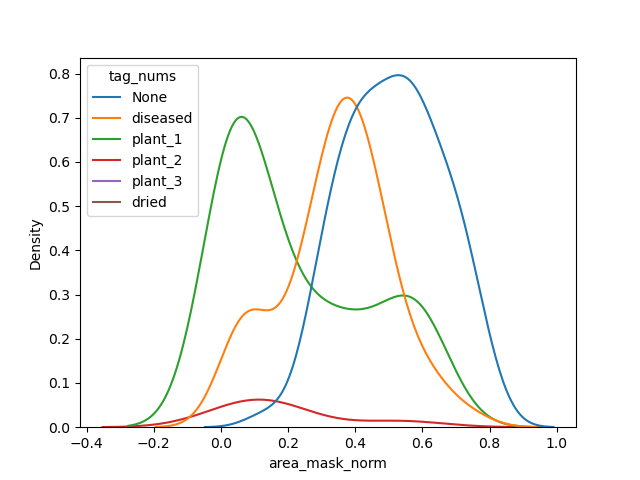 tag_nums
None
diseased
plant_1
plant_2
plant_3
dried
Density
0.8
0.7
0.6
0.5
0.4
0.3
0.2
0.1
0.0
−0.4 −0.2 0.0 0.2 0.4 0.6 0.8 1.0
area_mask_norm